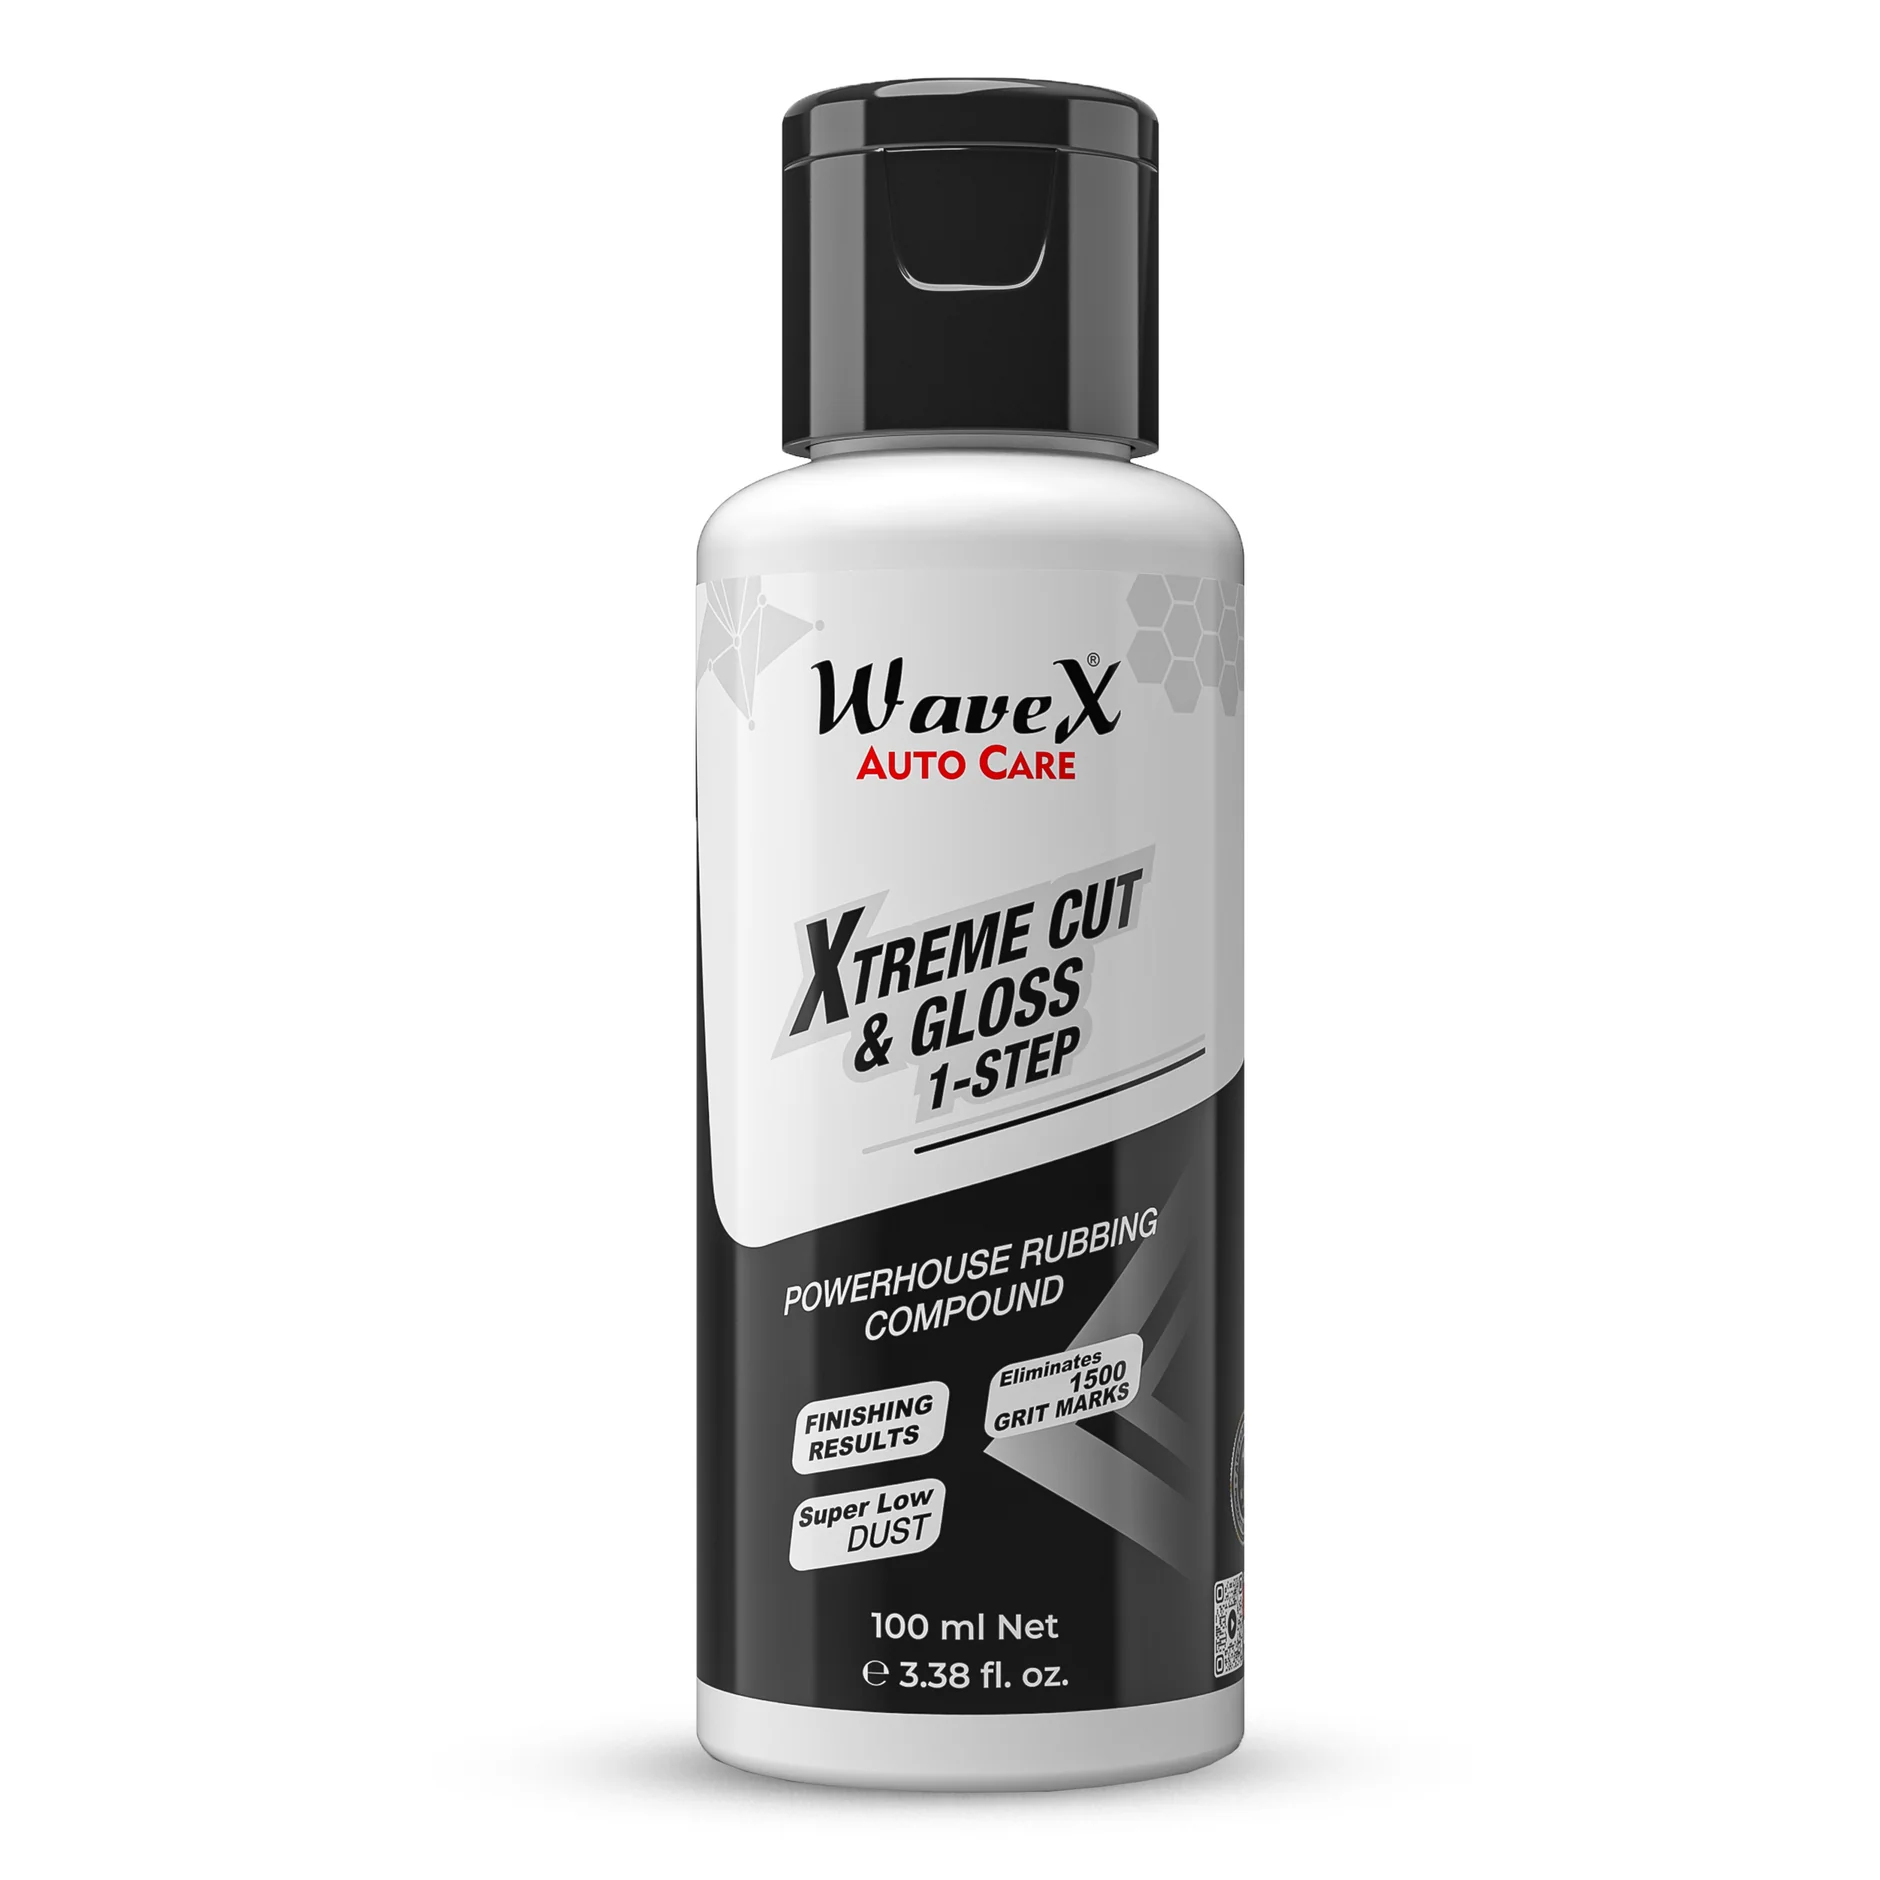 WaveX®
AUTO CARE
XTREME CUT
& GLOSS
1-STEP
POWERHOUSE RUBBING
COMPOUND
Eliminates
1500
GRIT MARKS
FINISHING
RESULTS
Super Low
DUST
100 ml Net
℮ 3.38 fl. oz.